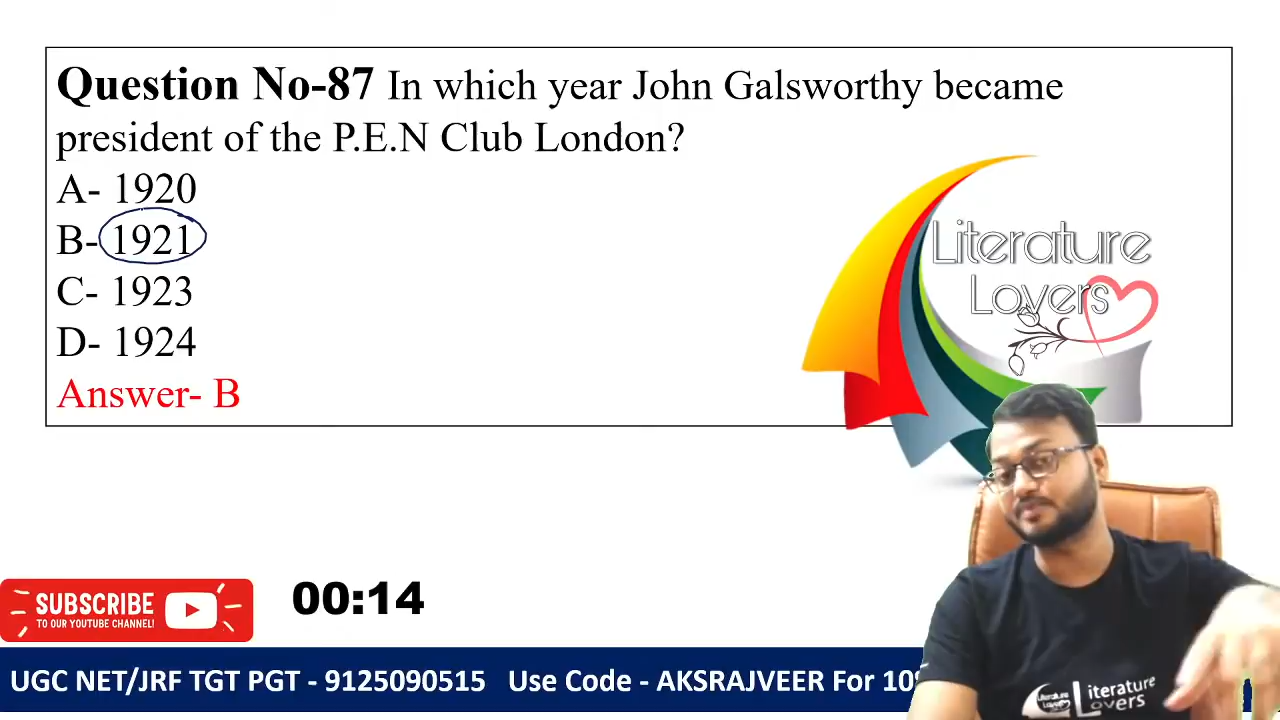 Question No-87 In which year John Galsworthy became
president of the P.E.N Club London?
A- 1920
B- 1921
C- 1923
D- 1924
Answer- B
Literature
Lovers
SUBSCRIBE
TO OUR YOUTUBE CHANNEL!
00:14
UGC NET/JRF TGT PGT - 9125090515 Use Code - AKSRAJVEER For 10
Literature
Lovers